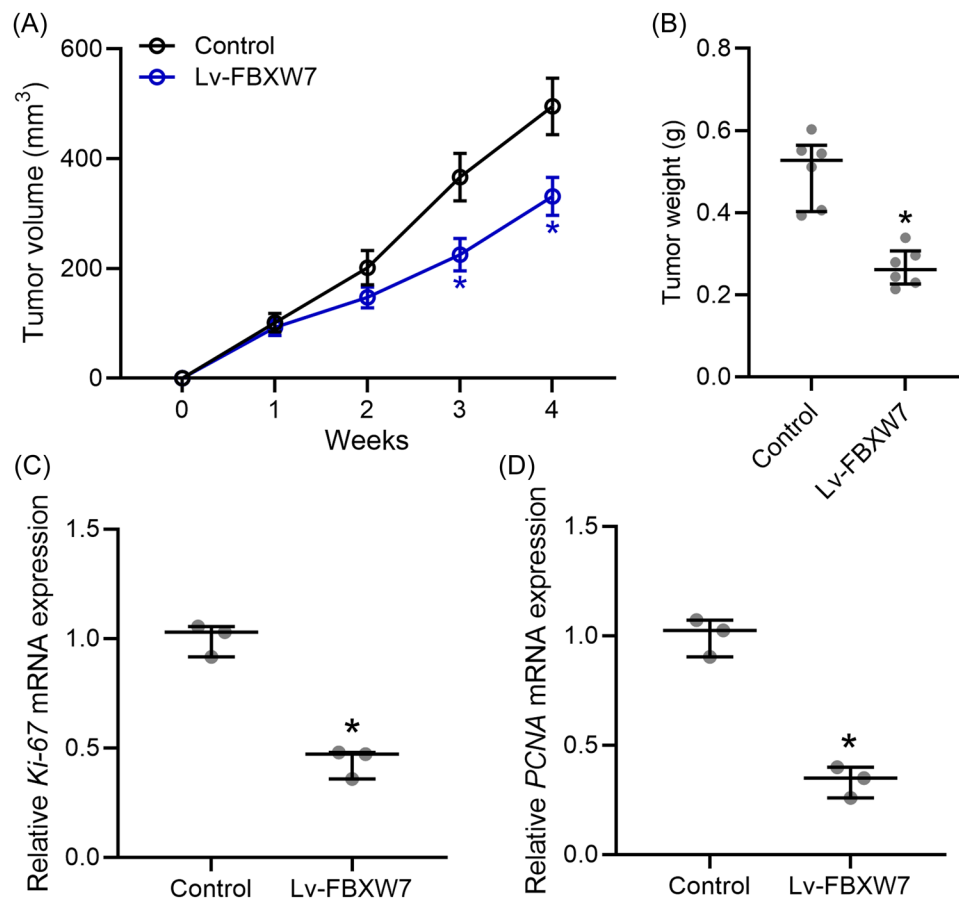 (A)
Tumor volume (mm³)
600
400
200
0
Control
Lv-FBXW7
*
*
0 1 2 3 4
Weeks
(B)
Tumor weight (g)
0.8
0.6
0.4
0.2
0.0
*
Control
Lv-FBXW7
(C)
Relative Ki-67 mRNA expression
1.5
1.0
0.5
0.0
*
Control Lv-FBXW7
(D)
Relative PCNA mRNA expression
1.5
1.0
0.5
0.0
*
Control Lv-FBXW7